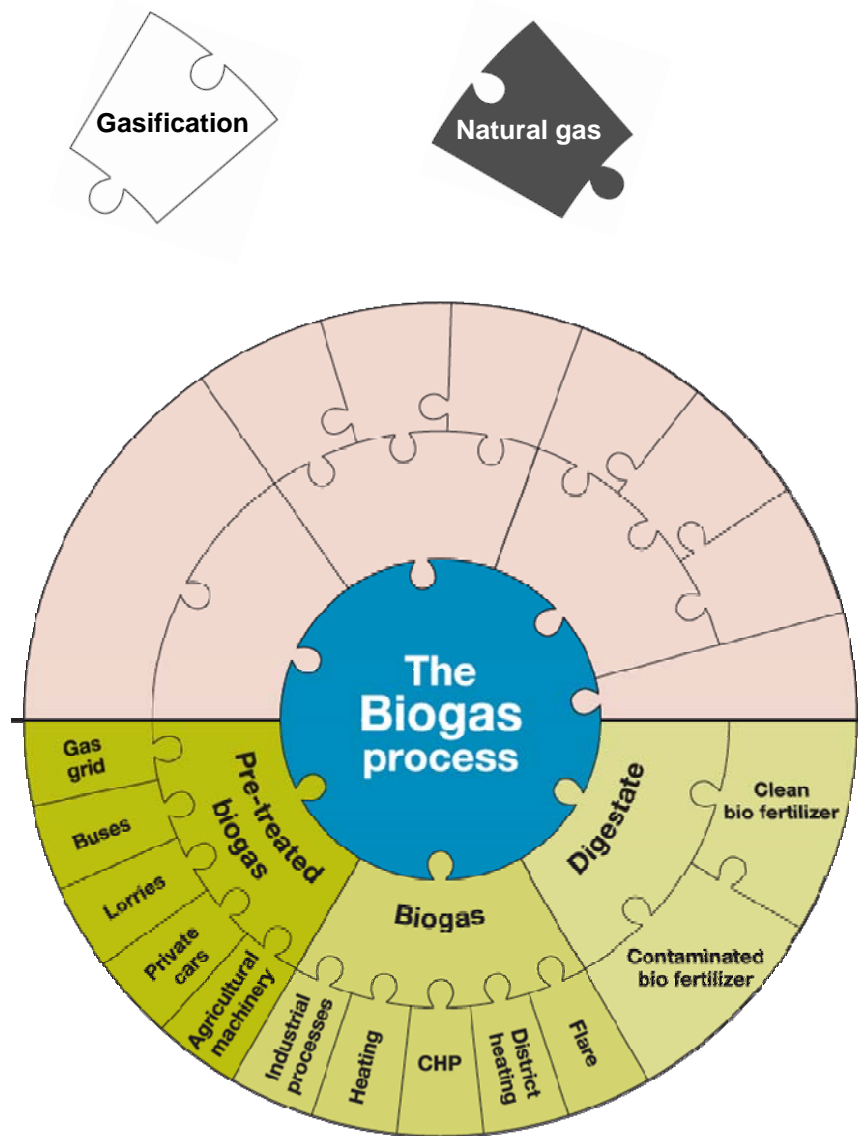 Gasification
Natural gas
The
Biogas
process
Gas
grid
Buses
Lorries
Private
cars
Agricultural
machinery
Pre-treated
biogas
Biogas
Industrial
processes
Heating
CHP
District
heating
Flare
Digestate
Clean
bio fertilizer
Contaminated
bio fertilizer